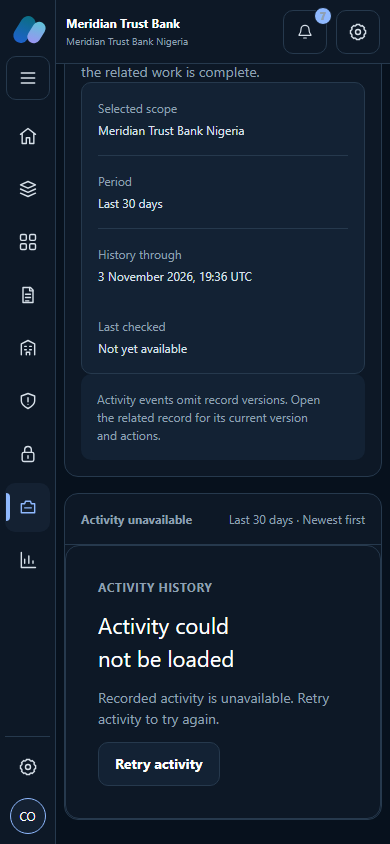 Meridian Trust Bank
Meridian Trust Bank Nigeria
the related work is complete.
Selected scope
Meridian Trust Bank Nigeria
Period
Last 30 days
History through
3 November 2026, 19:36 UTC
Last checked
Not yet available
Activity events omit record versions. Open
the related record for its current version
and actions.
Activity unavailable
Last 30 days · Newest first
ACTIVITY HISTORY
Activity could
not be loaded
Recorded activity is unavailable. Retry
activity to try again.
Retry activity
CO